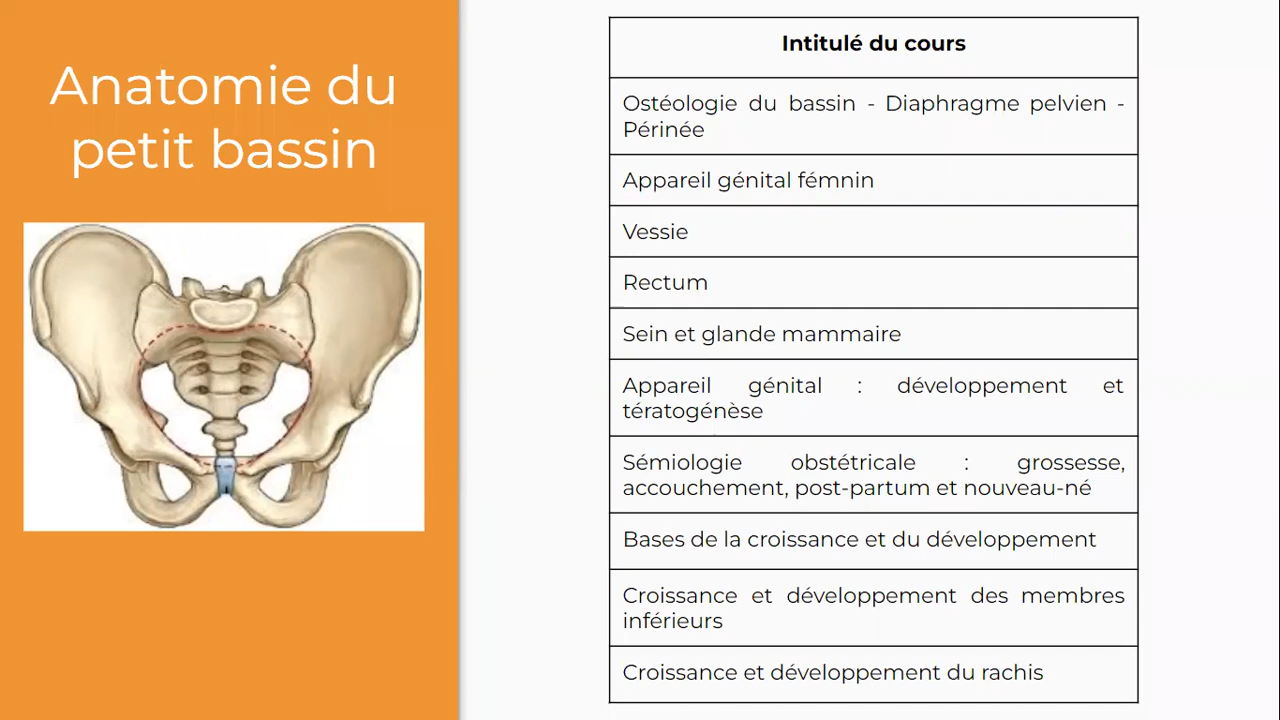 Anatomie du
petit bassin
Intitulé du cours
Ostéologie du bassin - Diaphragme pelvien -
Périnée
Appareil génital fémnin
Vessie
Rectum
Sein et glande mammaire
Appareil génital : développement et
tératogénèse
Sémiologie obstétricale : grossesse,
accouchement, post-partum et nouveau-né
Bases de la croissance et du développement
Croissance et développement des membres
inférieurs
Croissance et développement du rachis